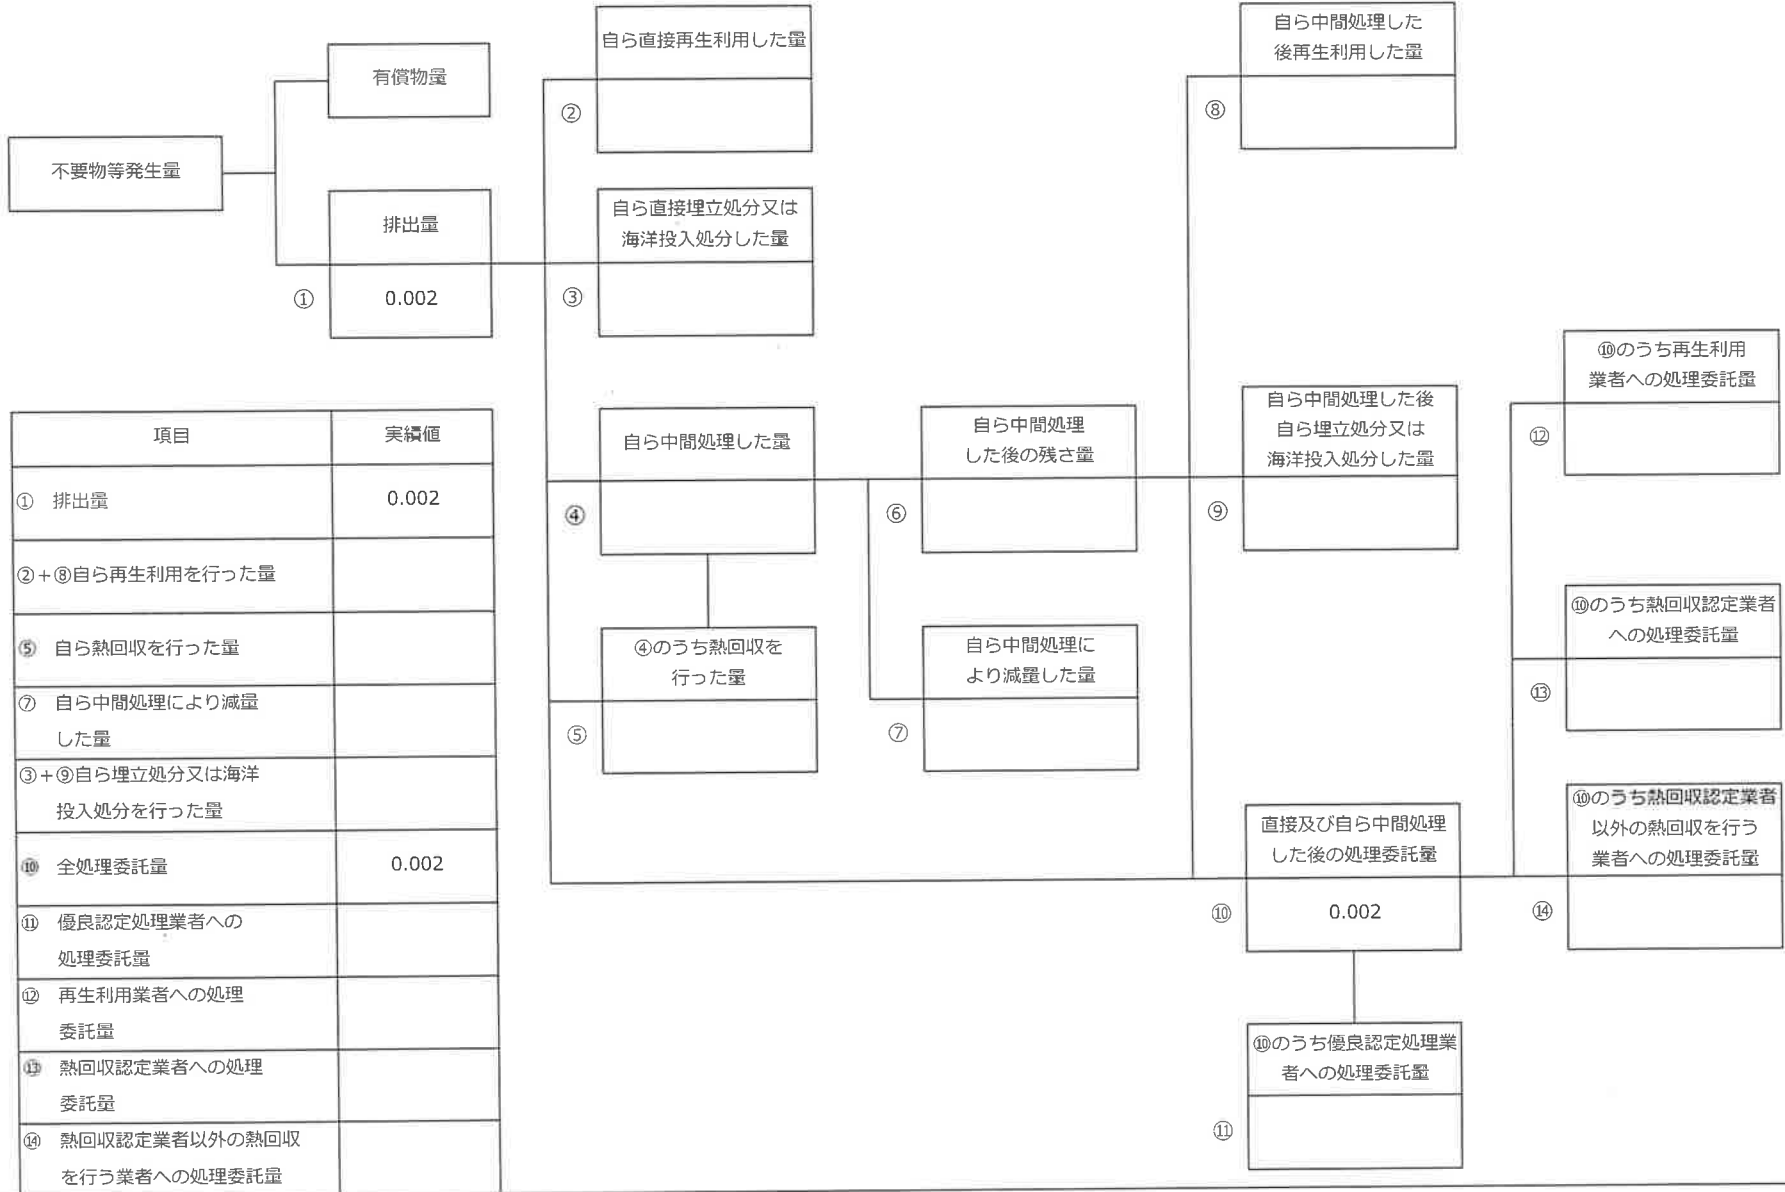 不要物等発生量
有償物量
排出量
① 0.002
自ら直接再生利用した量
②
自ら直接埋立処分又は
海洋投入処分した量
③
自ら中間処理した量
④
④のうち熱回収を
行った量
⑤
自ら中間処理
した後の残さ量
⑥
自ら中間処理に
より減量した量
⑦
自ら中間処理した
後再生利用した量
⑧
自ら中間処理した後
自ら埋立処分又は
海洋投入処分した量
⑨
直接及び自ら中間処理
した後の処理委託量
⑩ 0.002
⑩のうち優良認定処理業
者への処理委託量
⑪
⑩のうち再生利用
業者への処理委託量
⑫
⑩のうち熱回収認定業者
への処理委託量
⑬
⑩のうち熱回収認定業者
以外の熱回収を行う
業者への処理委託量
⑭
項目 実績値
① 排出量 0.002
②+⑧自ら再生利用を行った量
⑤ 自ら熱回収を行った量
⑦ 自ら中間処理により減量
した量
③+⑨自ら埋立処分又は海洋
投入処分を行った量
⑩ 全処理委託量 0.002
⑪ 優良認定処理業者への
処理委託量
⑫ 再生利用業者への処理
委託量
⑬ 熱回収認定業者への処理
委託量
⑭ 熱回収認定業者以外の熱回収
を行う業者への処理委託量